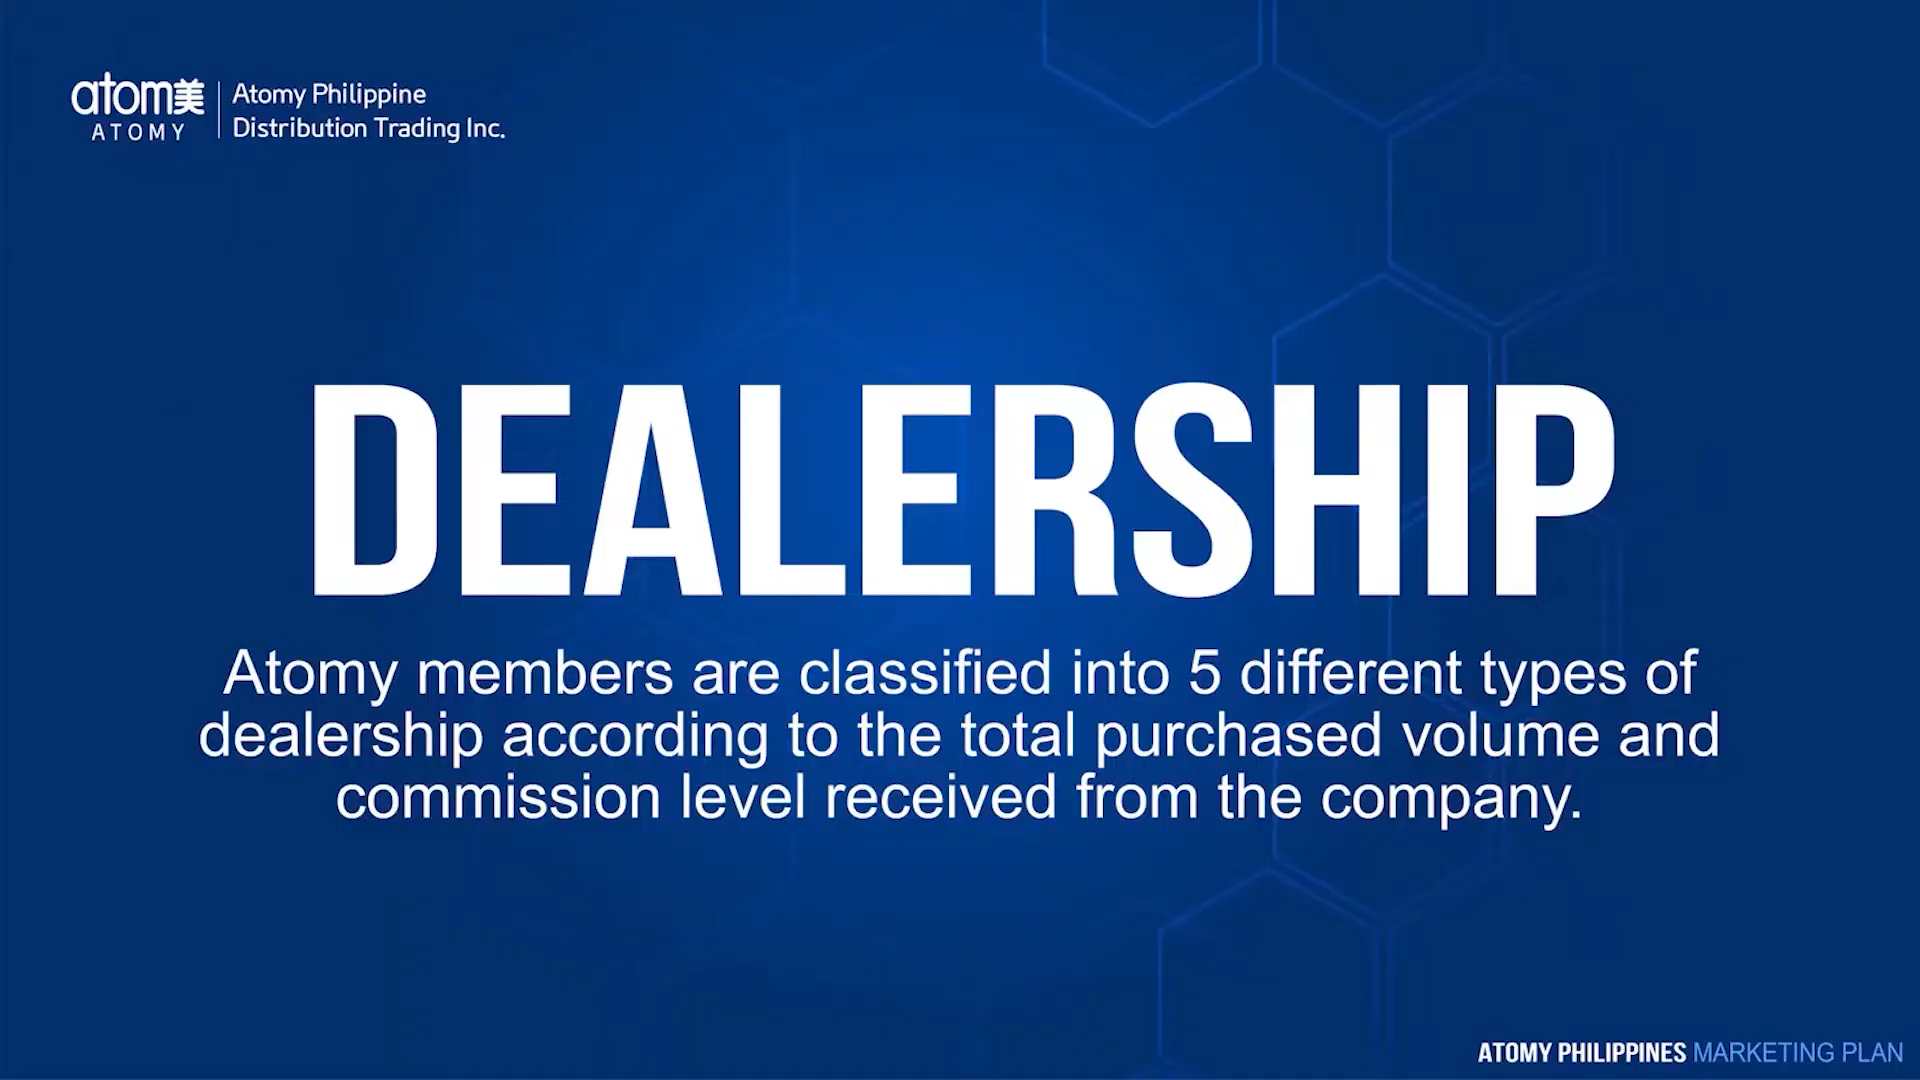 atom美
ATOMY
Atomy Philippine
Distribution Trading Inc.
DEALERSHIP
Atomy members are classified into 5 different types of
dealership according to the total purchased volume and
commission level received from the company.
ATOMY PHILIPPINES MARKETING PLAN